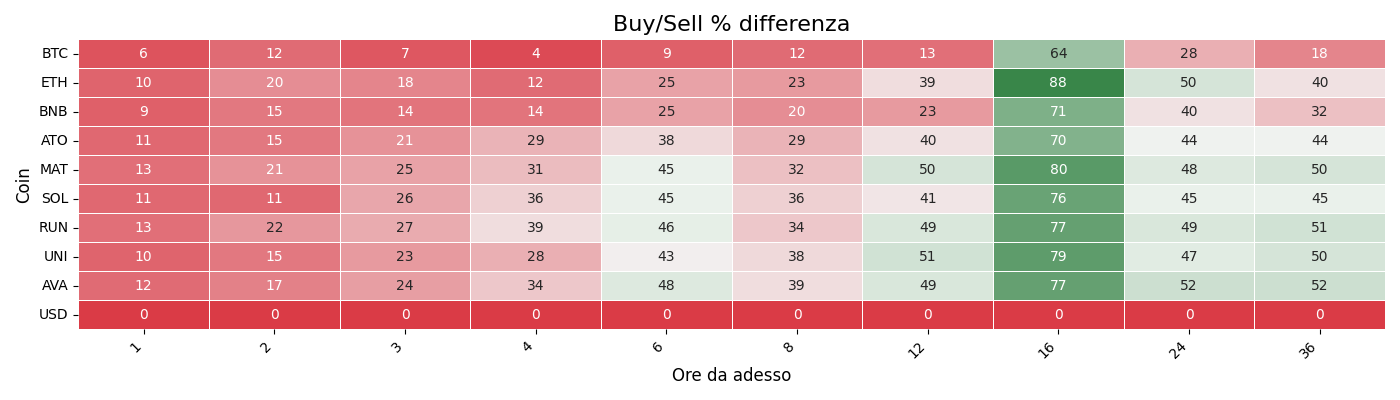 Buy/Sell % differenza
Coin
BTC 6 12 7 4 9 12 13 64 28 18
ETH 10 20 18 12 25 23 39 88 50 40
BNB 9 15 14 14 25 20 23 71 40 32
ATO 11 15 21 29 38 29 40 70 44 44
MAT 13 21 25 31 45 32 50 80 48 50
SOL 11 11 26 36 45 36 41 76 45 45
RUN 13 22 27 39 46 34 49 77 49 51
UNI 10 15 23 28 43 38 51 79 47 50
AVA 12 17 24 34 48 39 49 77 52 52
USD 0 0 0 0 0 0 0 0 0 0
1 2 3 4 6 8 12 16 24 36
Ore da adesso